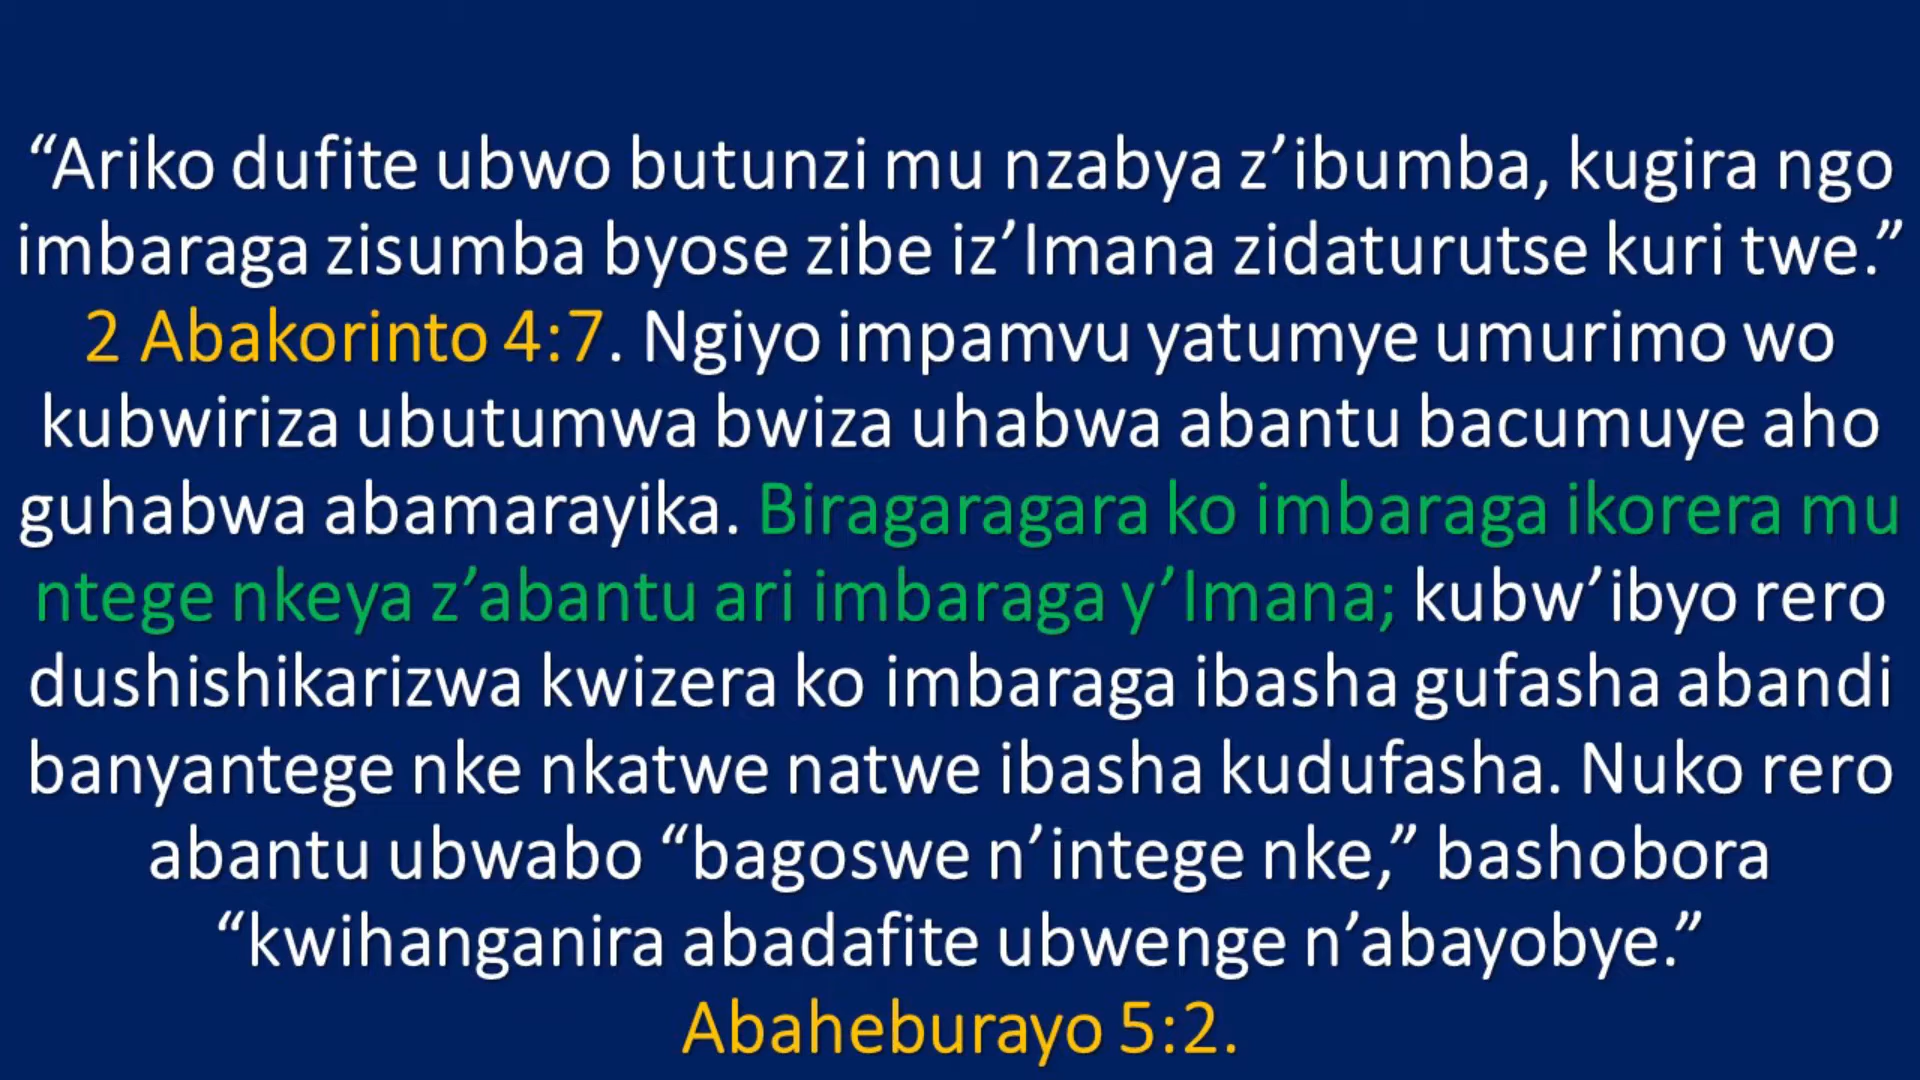 “Ariko dufite ubwo butunzi mu nzabya z’ibumba, kugira ngo
imbaraga zisumba byose zibe iz’Imana zidaturutse kuri twe.”
2 Abakorinto 4:7. Ngiyo impamvu yatumye umurimo wo
kubwiriza ubutumwa bwiza uhabwa abantu bacumuye aho
guhabwa abamarayika. Biragaragara ko imbaraga ikorera mu
ntege nkeya z’abantu ari imbaraga y’Imana; kubw’ibyo rero
dushishikarizwa kwizera ko imbaraga ibasha gufasha abandi
banyantege nke nkatwe natwe ibasha kudufasha. Nuko rero
abantu ubwabo “bagoswe n’intege nke,” bashobora
“kwihanganira abadafite ubwenge n’abayobye.”
Abaheburayo 5:2.